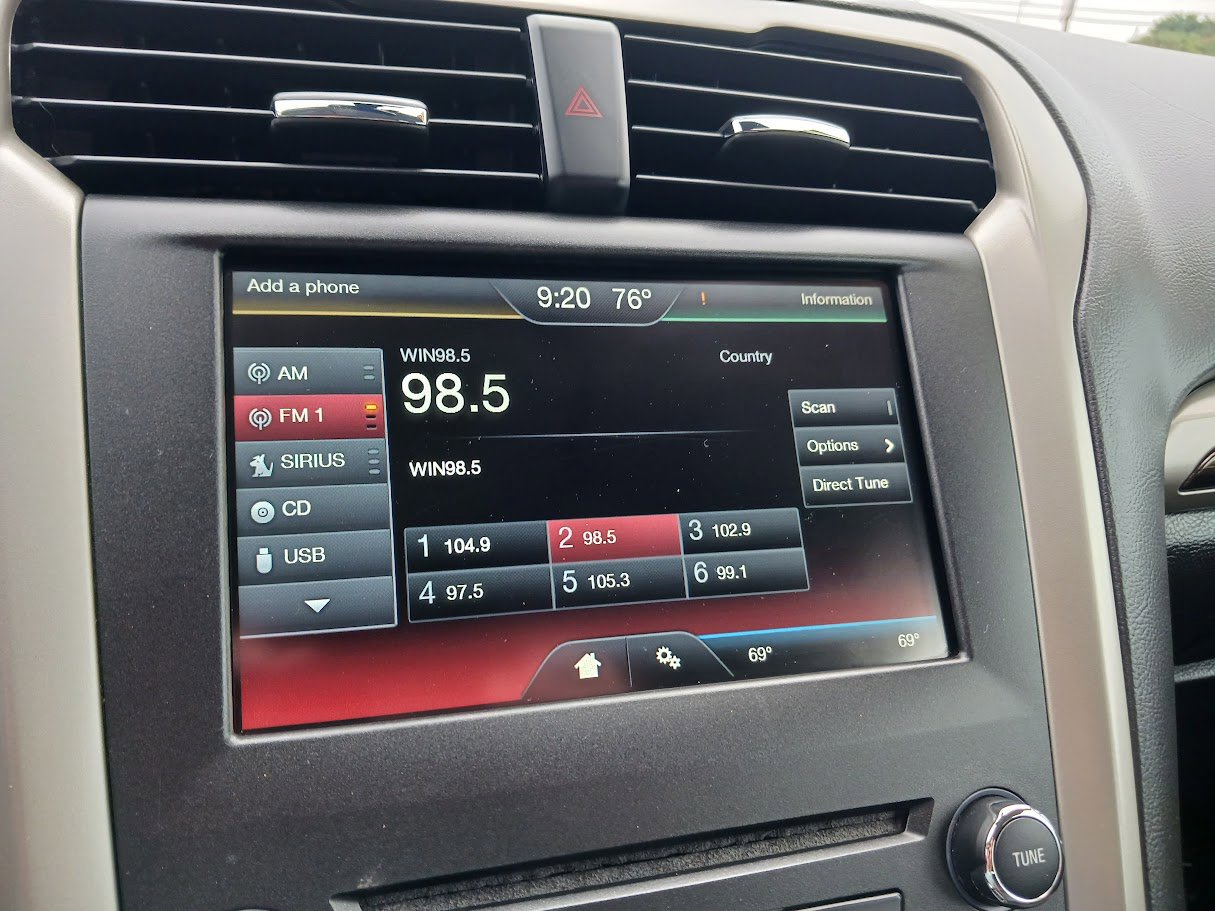 Add a phone
9:20 76°
! Information
AM
FM 1
SIRIUS
CD
USB
WIN98.5
Country
98.5
WIN98.5
Scan
Options
Direct Tune
1 104.9 2 98.5 3 102.9
4 97.5 5 105.3 6 99.1
69° 69°
TUNE